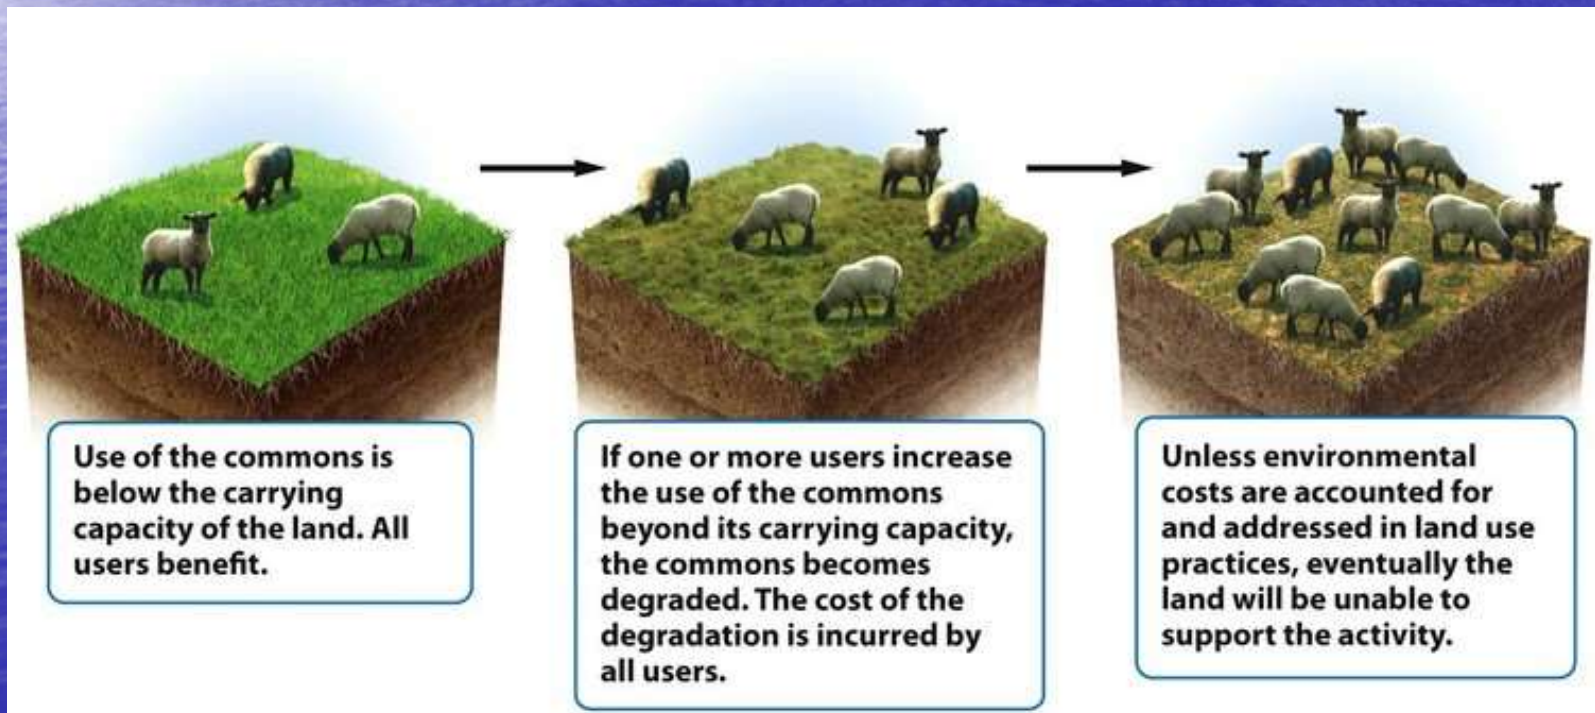 Use of the commons is
below the carrying
capacity of the land. All
users benefit.
If one or more users increase
the use of the commons
beyond its carrying capacity,
the commons becomes
degraded. The cost of the
degradation is incurred by
all users.
Unless environmental
costs are accounted for
and addressed in land use
practices, eventually the
land will be unable to
support the activity.